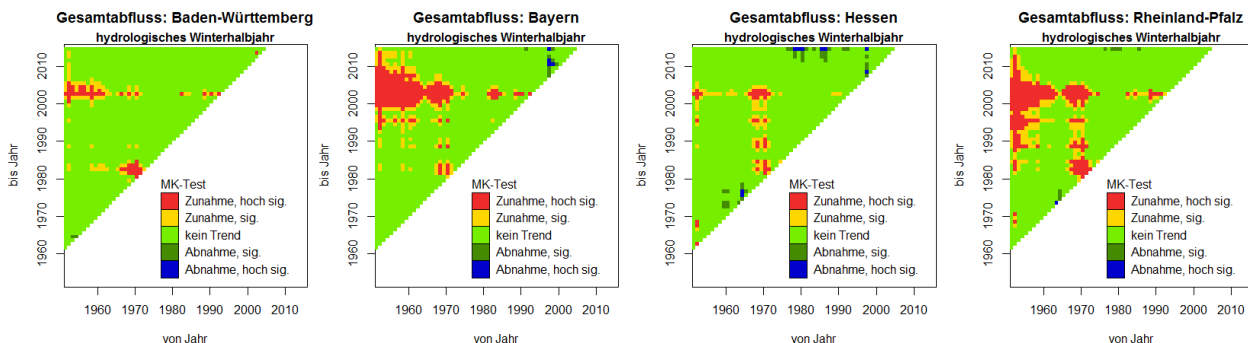 Gesamtabfluss: Baden-Württemberg
hydrologisches Winterhalbjahr
bis Jahr
2010
2000
1990
1980
1970
1960
MK-Test
Zunahme, hoch sig.
Zunahme, sig.
kein Trend
Abnahme, sig.
Abnahme, hoch sig.
1960 1970 1980 1990 2000 2010
von Jahr
Gesamtabfluss: Bayern
hydrologisches Winterhalbjahr
bis Jahr
2010
2000
1990
1980
1970
1960
MK-Test
Zunahme, hoch sig.
Zunahme, sig.
kein Trend
Abnahme, sig.
Abnahme, hoch sig.
1960 1970 1980 1990 2000 2010
von Jahr
Gesamtabfluss: Hessen
hydrologisches Winterhalbjahr
bis Jahr
2010
2000
1990
1980
1970
1960
MK-Test
Zunahme, hoch sig.
Zunahme, sig.
kein Trend
Abnahme, sig.
Abnahme, hoch sig.
1960 1970 1980 1990 2000 2010
von Jahr
Gesamtabfluss: Rheinland-Pfalz
hydrologisches Winterhalbjahr
bis Jahr
2010
2000
1990
1980
1970
1960
MK-Test
Zunahme, hoch sig.
Zunahme, sig.
kein Trend
Abnahme, sig.
Abnahme, hoch sig.
1960 1970 1980 1990 2000 2010
von Jahr